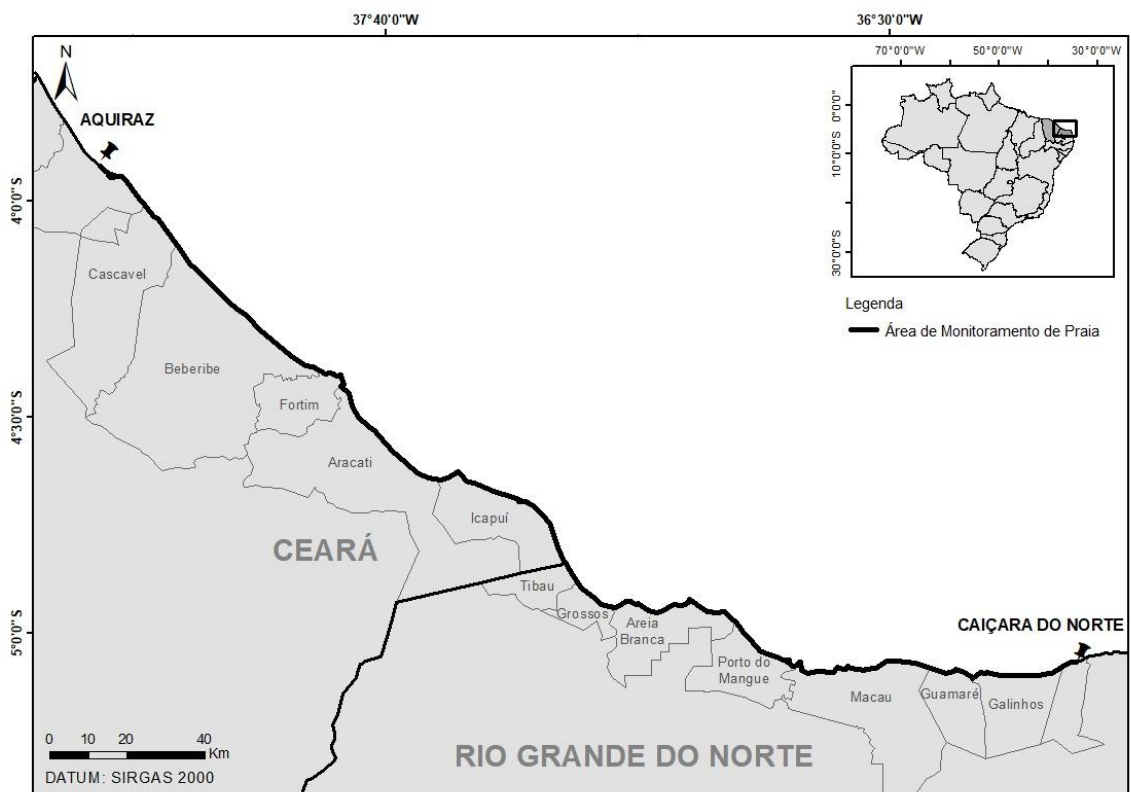 37°40'0"W
36°30'0"W
N
AQUIRAZ
70°0'0"W
50°0'0"W
30°0'0"W
0°0'0"
10°0'0"S
30°0'0"S
4°0'0"S
Cascavel
Legenda
Área de Monitoramento de Praia
Beberibe
Fortim
4°30'0"S
Aracati
Icapuí
CEARÁ
Tibau
Grossos
Areia
Branca
5°0'0"S
CAIÇARA DO NORTE
Porto do
Mangue
Macau
Guamaré
Galinhos
0 10 20 40
Km
RIO GRANDE DO NORTE
DATUM: SIRGAS 2000